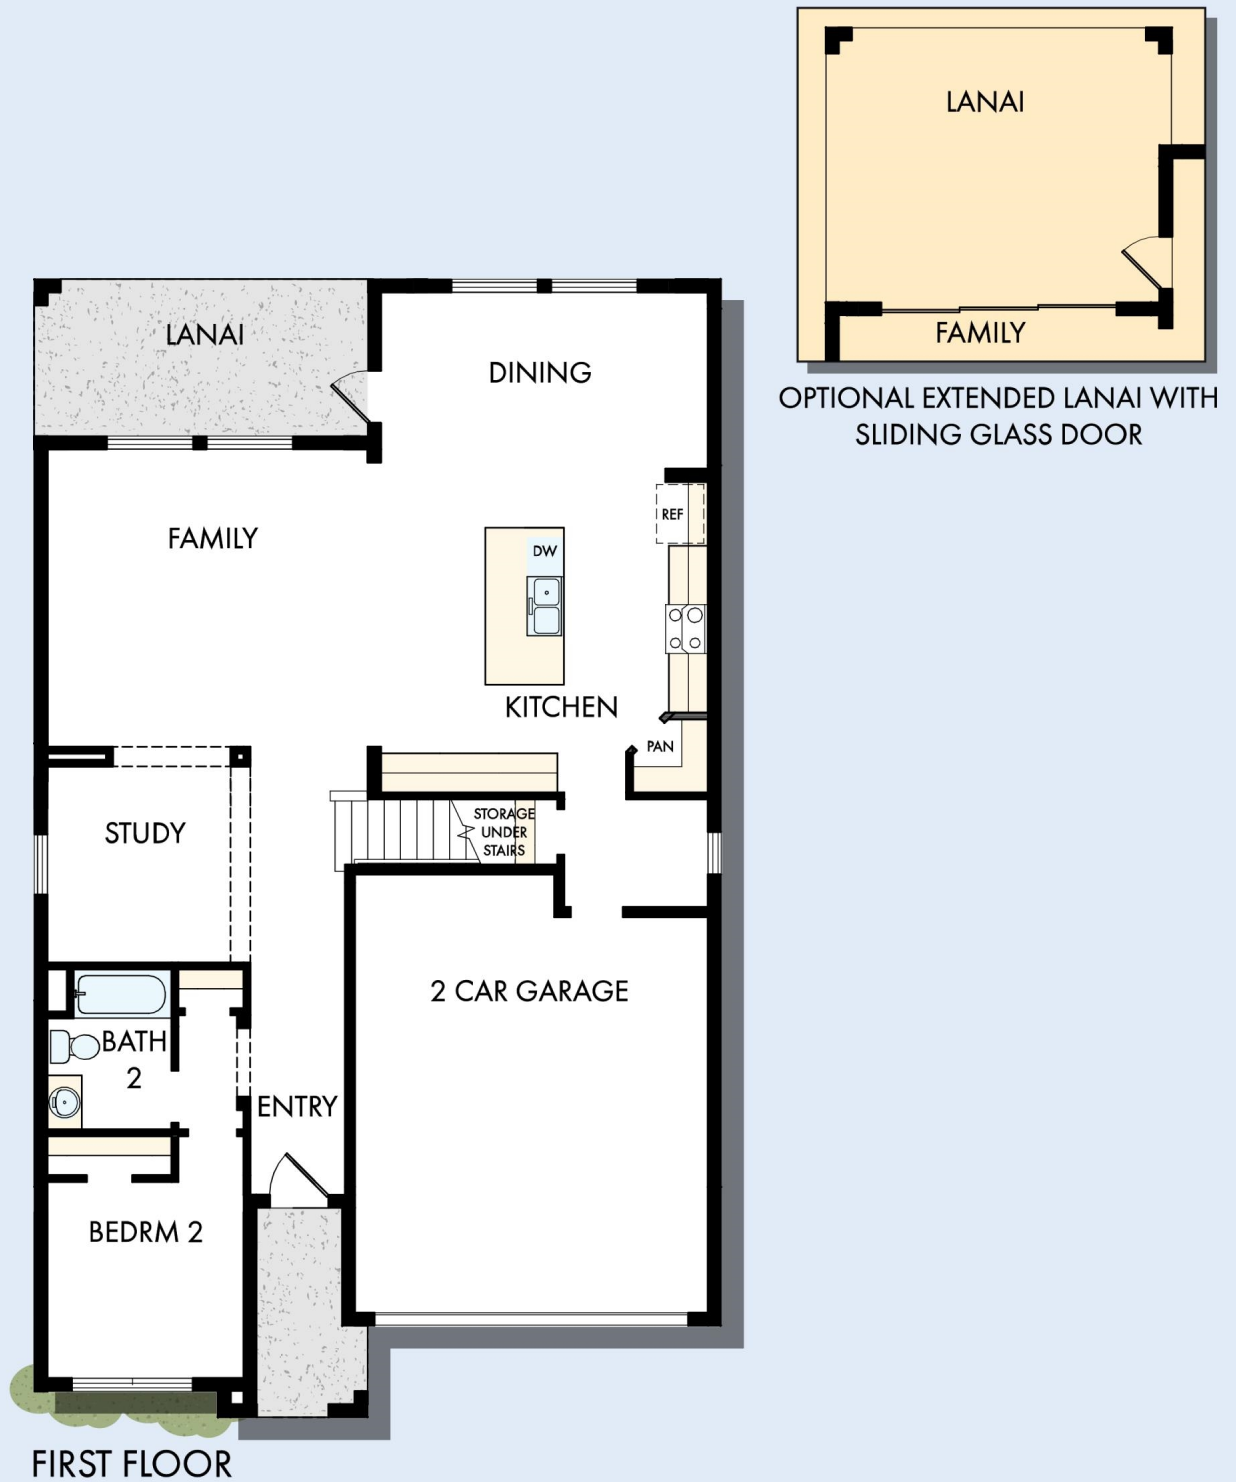 LANAI
FAMILY
OPTIONAL EXTENDED LANAI WITH
SLIDING GLASS DOOR
LANAI
DINING
REF
FAMILY
DW
KITCHEN
PAN
STUDY
STORAGE
UNDER
STAIRS
2 CAR GARAGE
BATH
2
ENTRY
BEDRM 2
FIRST FLOOR